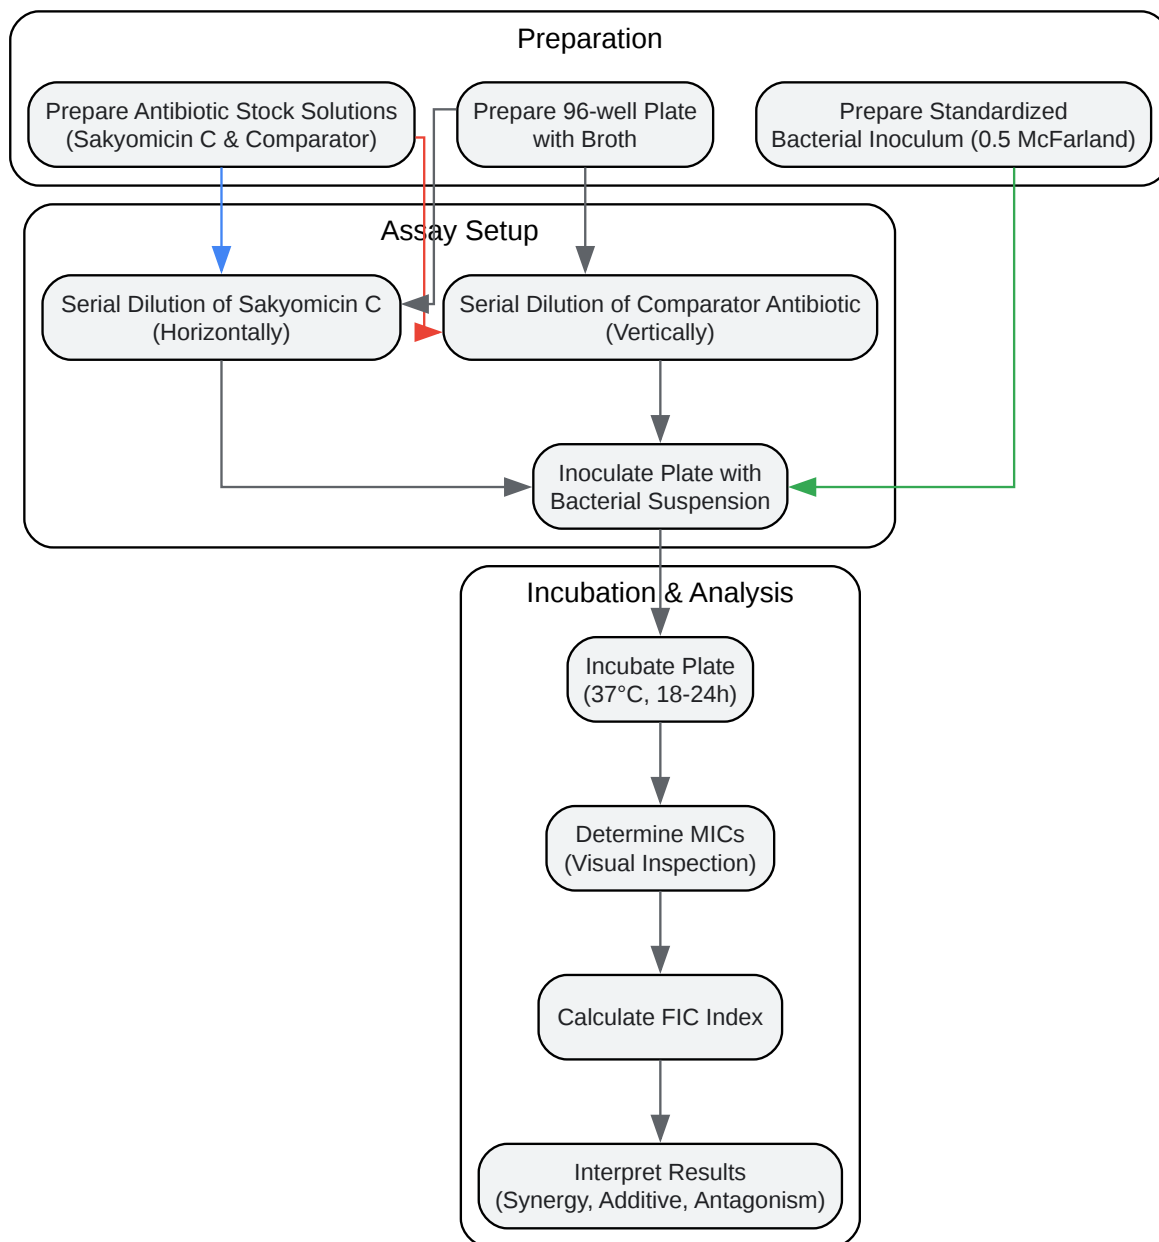 Preparation
Prepare Antibiotic Stock Solutions
(Sakyomicin C & Comparator)
Prepare 96-well Plate
with Broth
Prepare Standardized
Bacterial Inoculum (0.5 McFarland)
Assay Setup
Serial Dilution of Sakyomicin C
(Horizontally)
Serial Dilution of Comparator Antibiotic
(Vertically)
Inoculate Plate with
Bacterial Suspension
Incubation & Analysis
Incubate Plate
(37°C, 18-24h)
Determine MICs
(Visual Inspection)
Calculate FIC Index
Interpret Results
(Synergy, Additive, Antagonism)